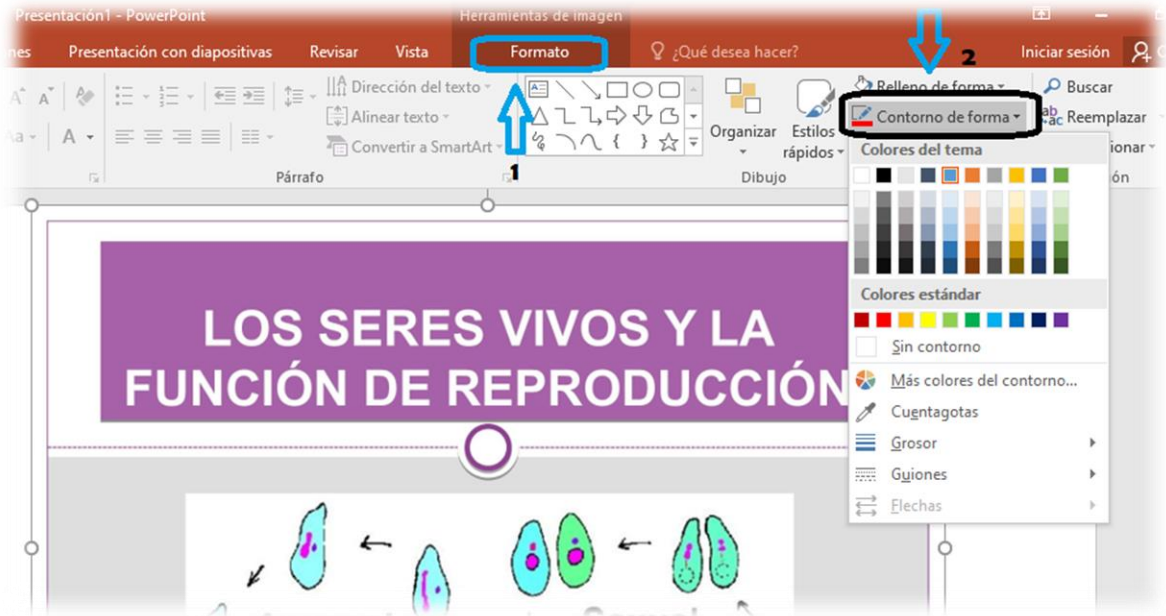 Presentación1 - PowerPoint
Herramientas de imagen
nes Presentación con diapositivas Revisar Vista Formato ¿Qué desea hacer? Iniciar sesión
2
Dirección del texto
Relleno de forma
Buscar
Alinear texto
Contorno de forma
Reemplazar
Aa
A
Convertir a SmartArt
Organizar
Estilos rápidos
ionar
1
Párrafo
Dibujo
ón
Colores del tema
Colores estándar
Sin contorno
Más colores del contorno...
Cuentagotas
Grosor
Guiones
Flechas
LOS SERES VIVOS Y LA
FUNCIÓN DE REPRODUCCIÓN